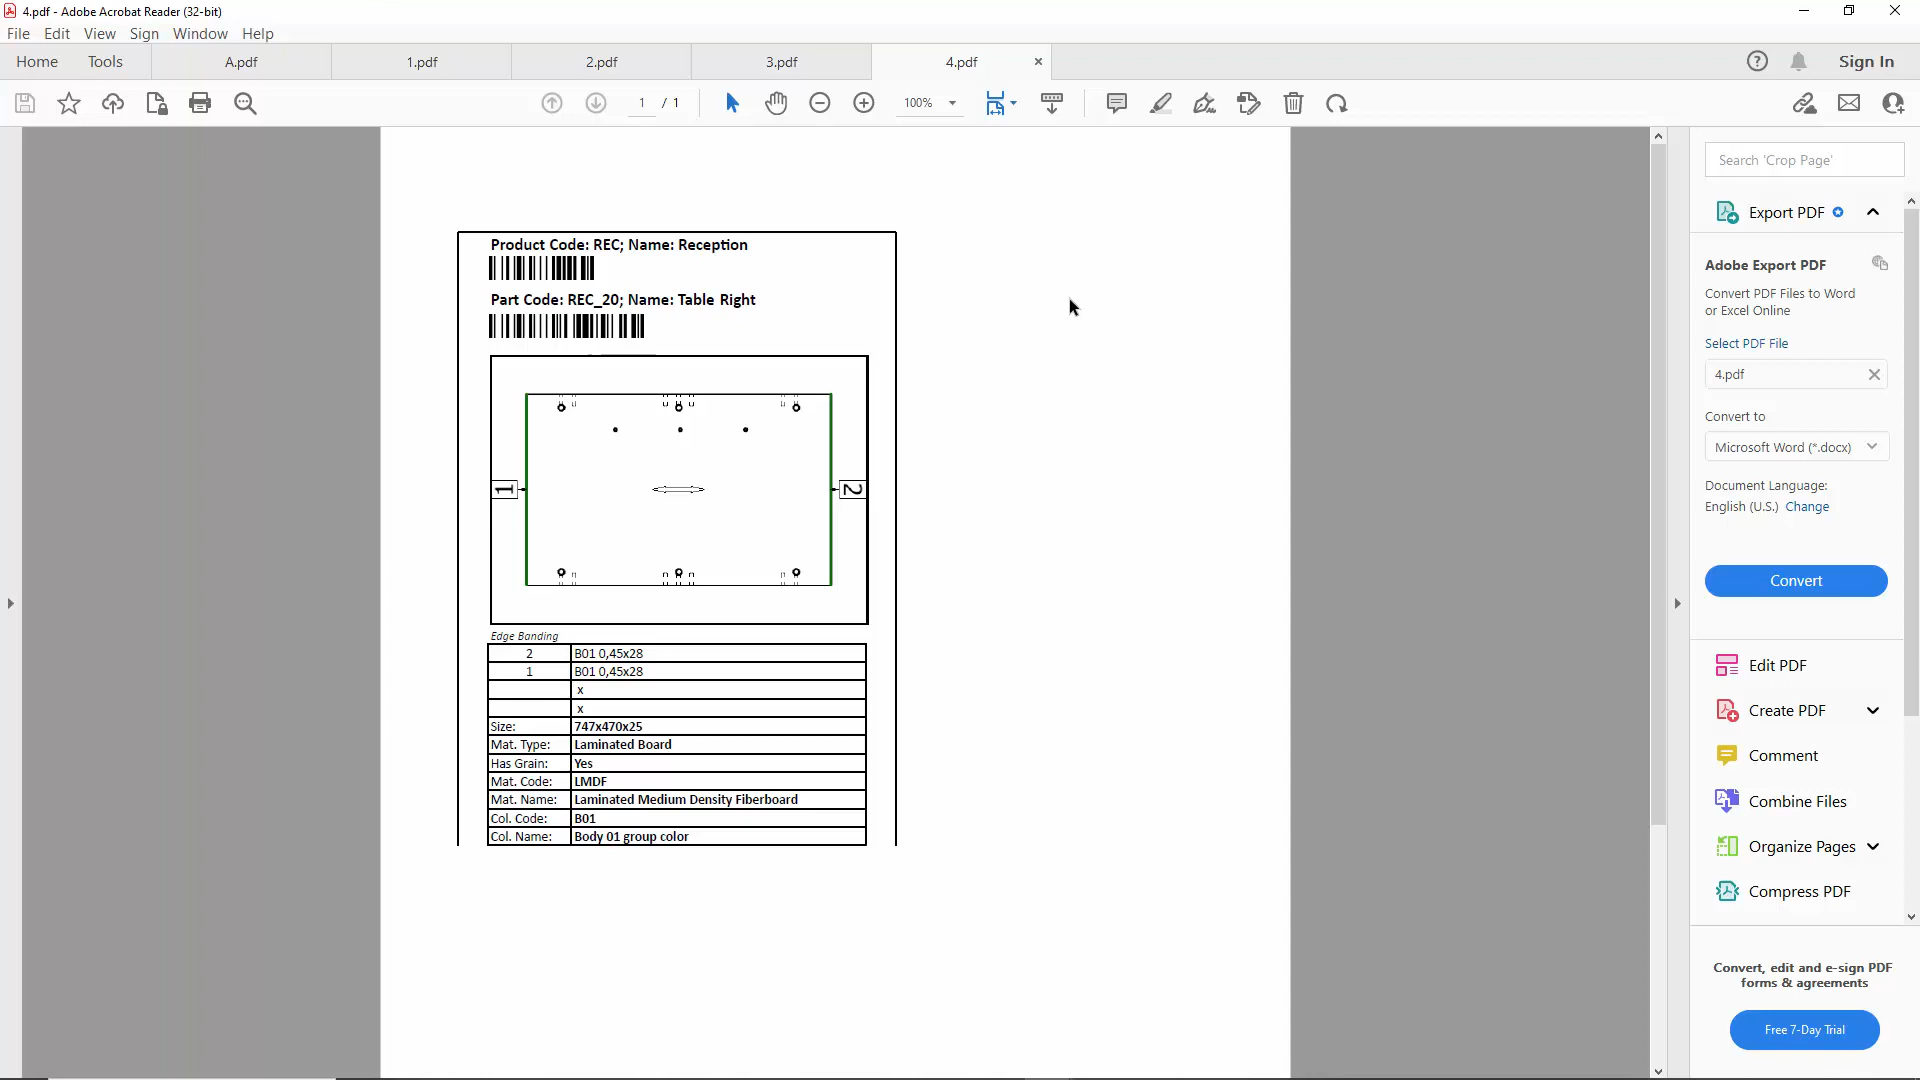 4.pdf - Adobe Acrobat Reader (32-bit)
File Edit View Sign Window Help
Home Tools A.pdf 1.pdf 2.pdf 3.pdf 4.pdf Sign In
1 / 1 100%
Product Code: REC; Name: Reception
Part Code: REC_20; Name: Table Right
1
2
Edge Banding
2 B01 0,45x28
1 B01 0,45x28
x
x
Size: 747x470x25
Mat. Type: Laminated Board
Has Grain: Yes
Mat. Code: LMDF
Mat. Name: Laminated Medium Density Fiberboard
Col. Code: B01
Col. Name: Body 01 group color
Search 'Crop Page'
Export PDF
Adobe Export PDF
Convert PDF Files to Word
or Excel Online
Select PDF File
4.pdf
Convert to
Microsoft Word (*.docx)
Document Language:
English (U.S.) Change
Convert
Edit PDF
Create PDF
Comment
Combine Files
Organize Pages
Compress PDF
Convert, edit and e-sign PDF
forms & agreements
Free 7-Day Trial